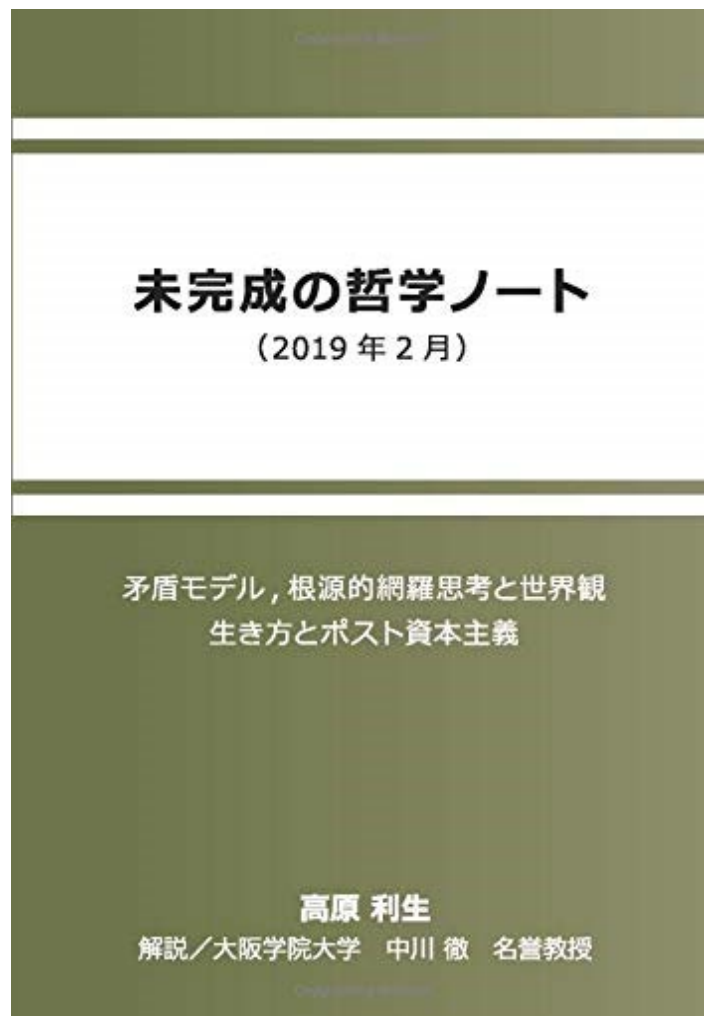 未完成の哲学ノート
(2019 年 2 月)
矛盾モデル , 根源的網羅思考と世界観
生き方とポスト資本主義
高原 利生
解説／大阪学院大学　中川 徹　名誉教授